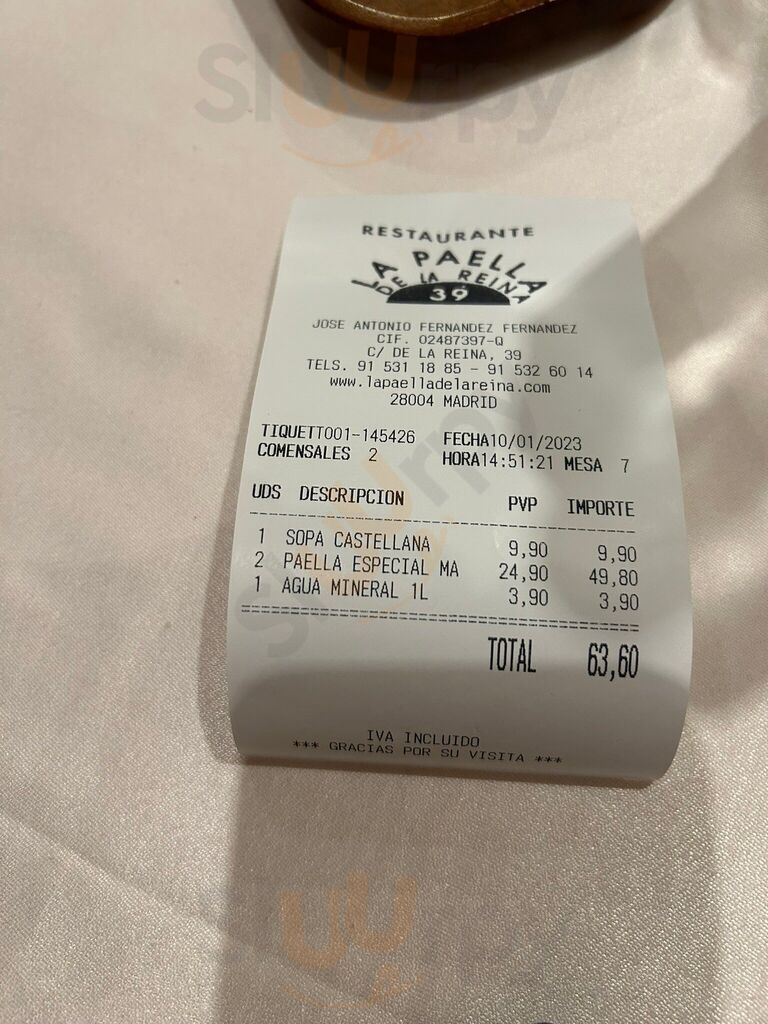 Sluurpy
RESTAURANTE
LA PAELLA
DE LA REINA
39
JOSE ANTONIO FERNANDEZ FERNANDEZ
CIF. 02487397-Q
C/ DE LA REINA, 39
TELS. 91 531 18 85 - 91 532 60 14
www.lapaelladelareina.com
28004 MADRID
TIQUETT001-145426 FECHA10/01/2023
COMENSALES 2 HORA14:51:21 MESA 7
UDS DESCRIPCION PVP IMPORTE
1 SOPA CASTELLANA 9,90 9,90
2 PAELLA ESPECIAL MA 24,90 49,80
1 AGUA MINERAL 1L 3,90 3,90
TOTAL 63,60
IVA INCLUIDO
*** GRACIAS POR SU VISITA ***
Sluurpy
Sluurpy